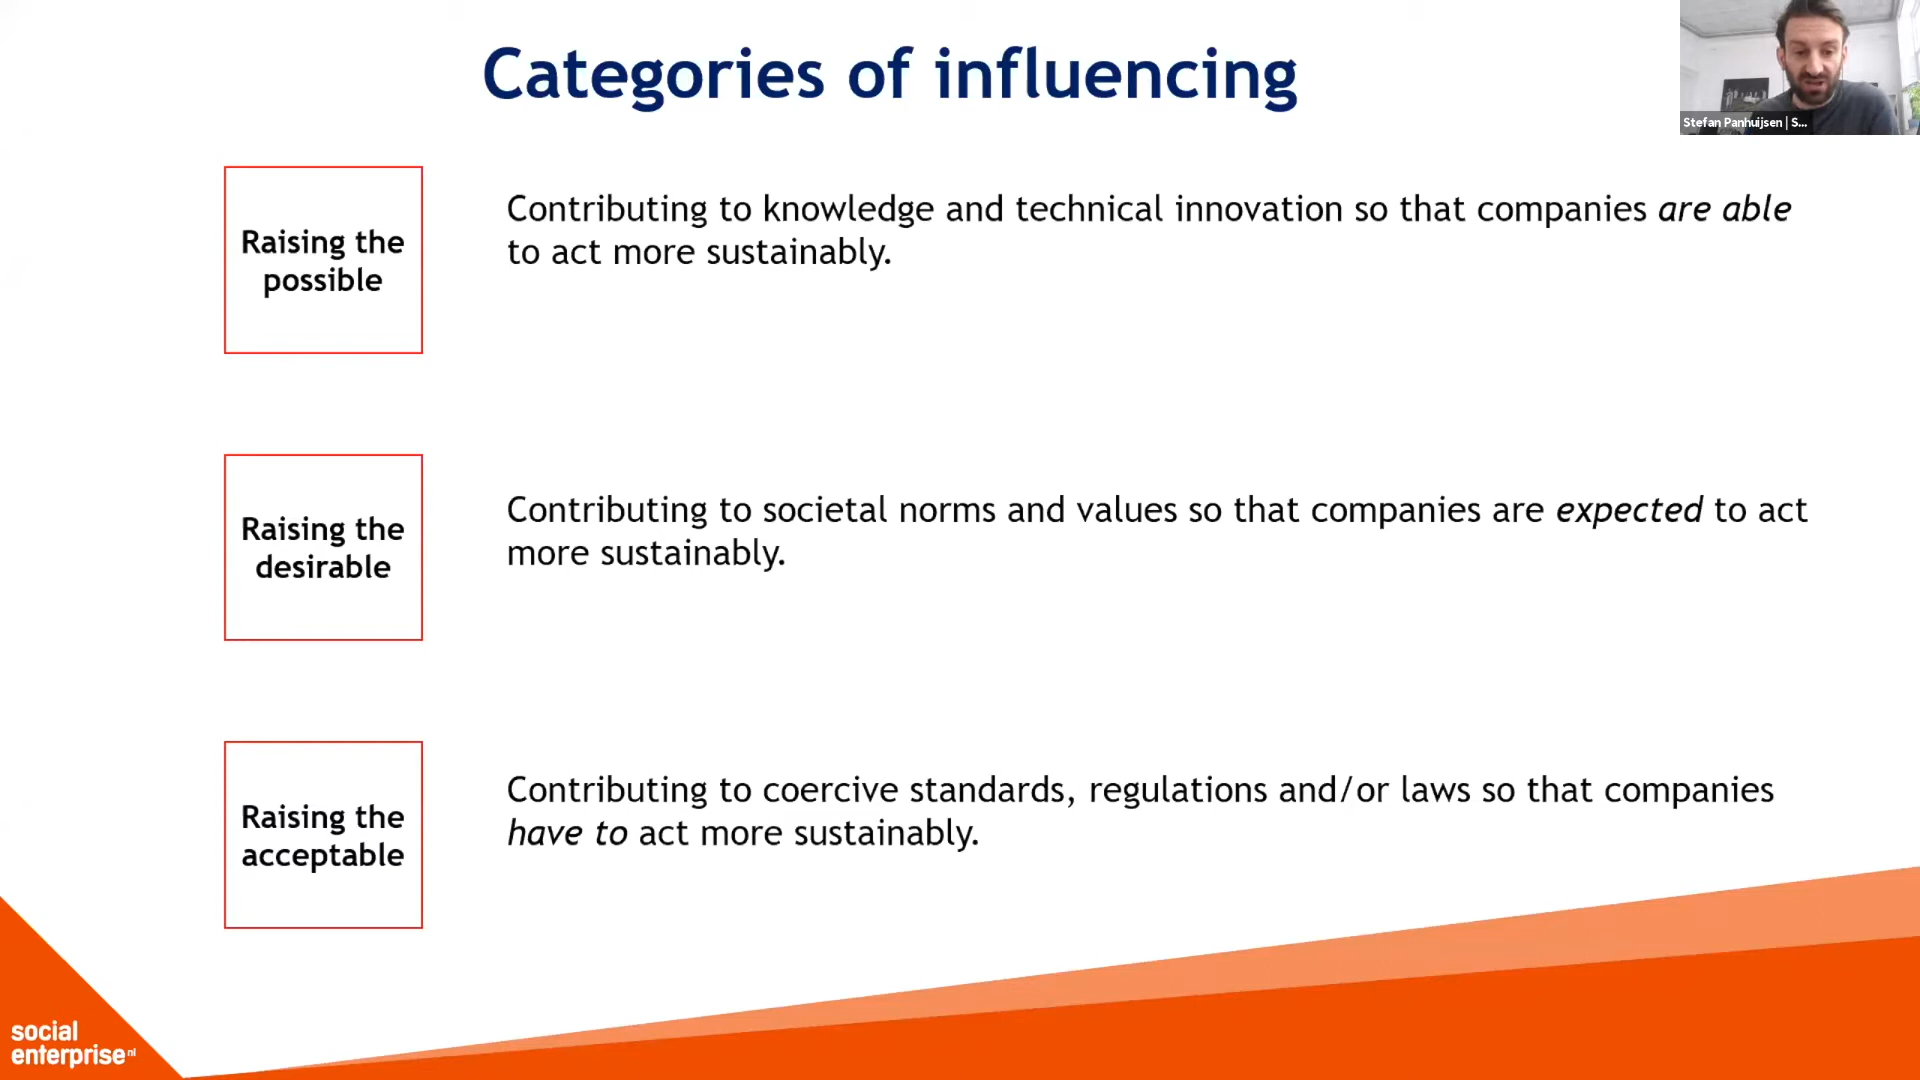 Categories of influencing
Stefan Panhuijsen | S...
Raising the
possible
Contributing to knowledge and technical innovation so that companies are able
to act more sustainably.
Raising the
desirable
Contributing to societal norms and values so that companies are expected to act
more sustainably.
Raising the
acceptable
Contributing to coercive standards, regulations and/or laws so that companies
have to act more sustainably.
social
enterprise nl